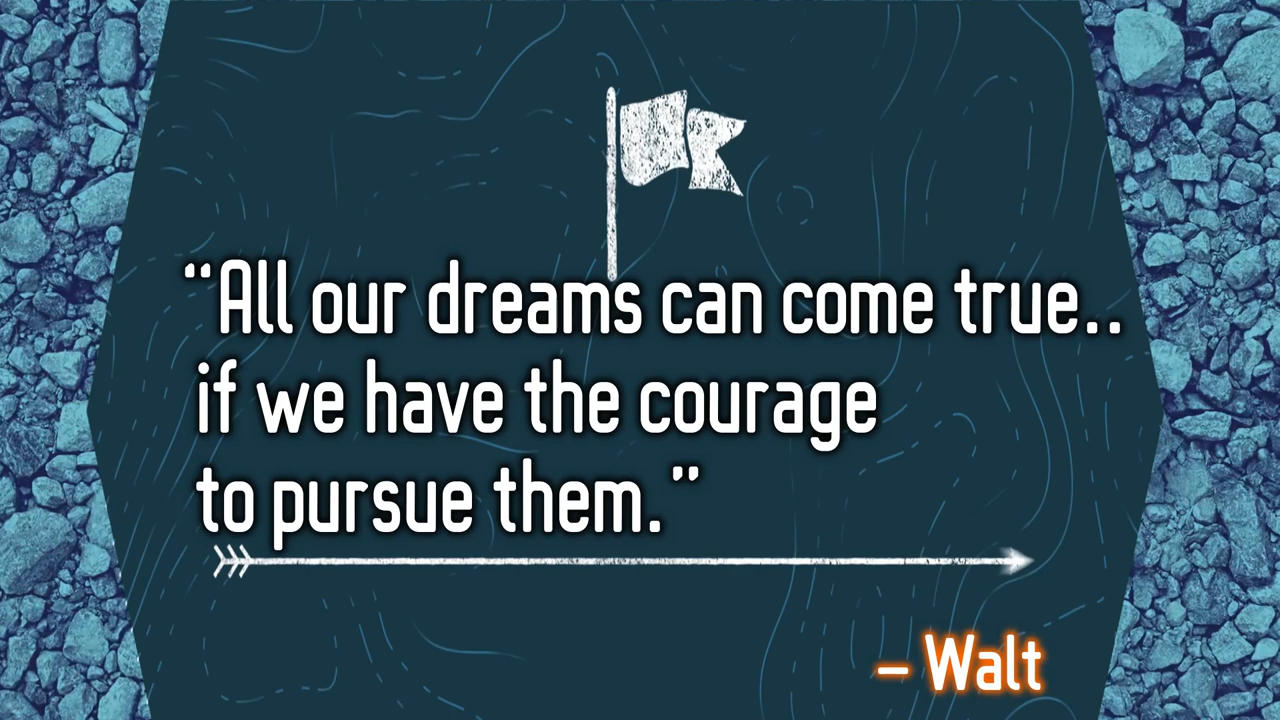 “All our dreams can come true..
if we have the courage
to pursue them.”
– Walt